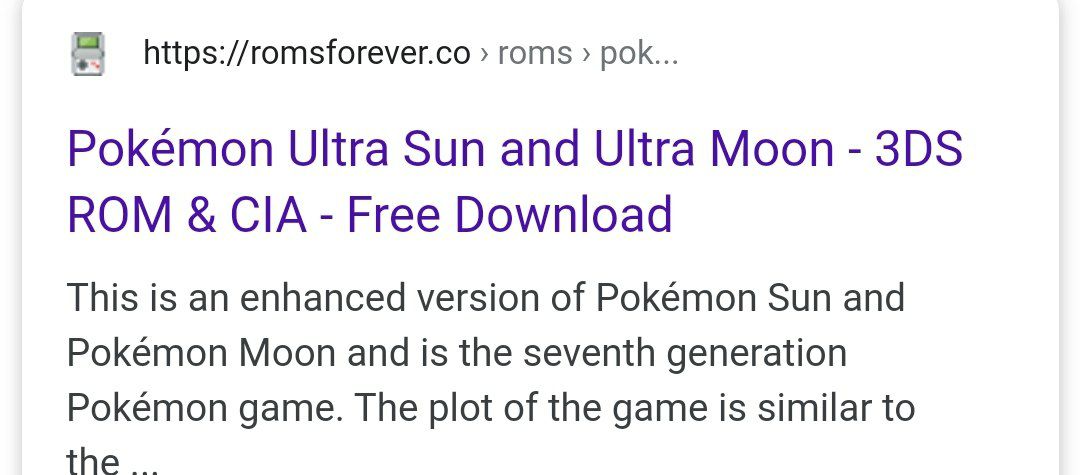 https://romsforever.co › roms › pok...
Pokémon Ultra Sun and Ultra Moon - 3DS
ROM & CIA - Free Download
This is an enhanced version of Pokémon Sun and
Pokémon Moon and is the seventh generation
Pokémon game. The plot of the game is similar to
the ...